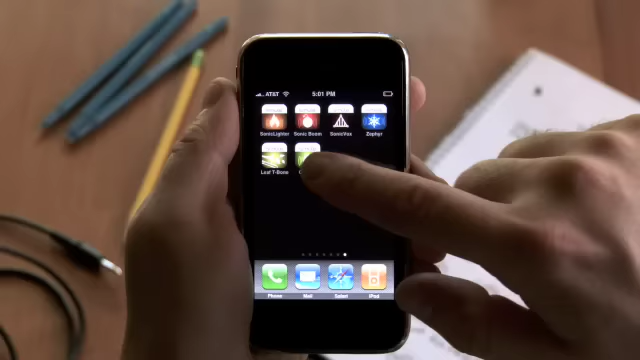 AT&T 5:01 PM
SonicLighter Sonic Boom SonicVox Zephyr
Leaf T-Bone
Phone Mail Safari iPod